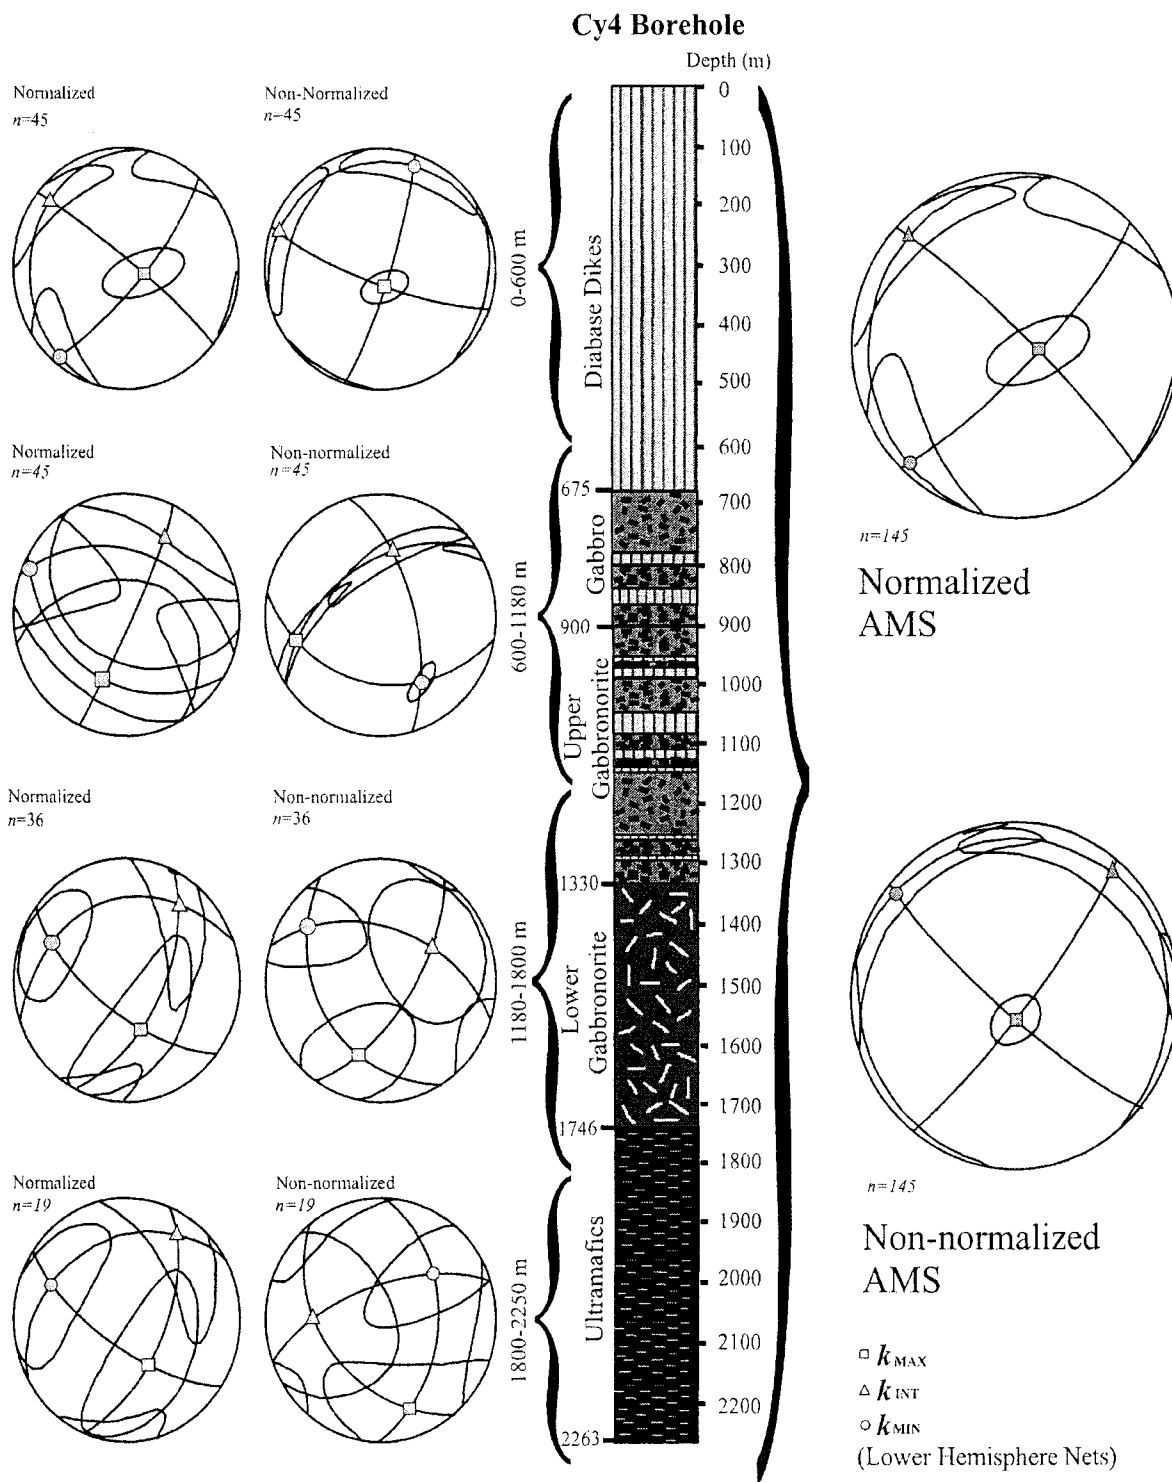 Cy4 Borehole
Depth (m)
Normalized
n=45
Non-Normalized
n=45
0-600 m
Diabase Dikes
0
100
200
300
400
500
600
Normalized
n=45
Non-normalized
n=45
600-1180 m
675
Gabbro
900
Upper
Gabbronorite
700
800
900
1000
1100
1200
1300
Normalized
n=36
Non-normalized
n=36
1180-1800 m
1330
Lower
Gabbronorite
1746
1400
1500
1600
1700
1800
Normalized
n=19
Non-normalized
n=19
1800-2250 m
Ultramafics
2263
1900
2000
2100
2200
n=145
Normalized
AMS
n=145
Non-normalized
AMS
k MAX
k INT
k MIN
(Lower Hemisphere Nets)